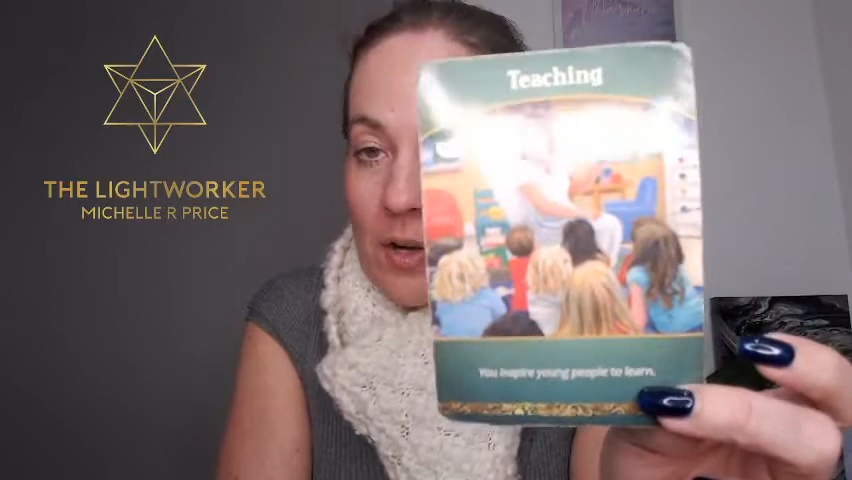 THE LIGHTWORKER
MICHELLE R PRICE
Teaching
You inspire young people to learn.